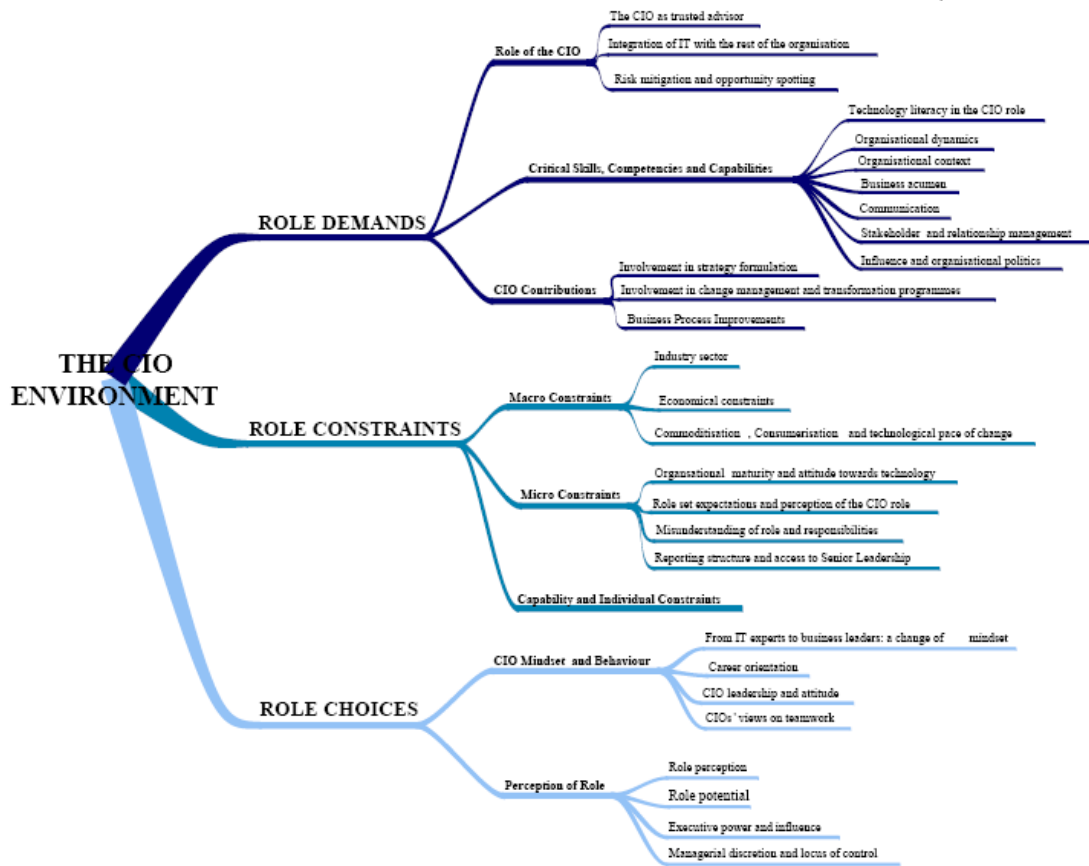 THE CIO
ENVIRONMENT
ROLE DEMANDS
Role of the CIO
The CIO as trusted advisor
Integration of IT with the rest of the organisation
Risk mitigation and opportunity spotting
Critical Skills, Competencies and Capabilities
Technology literacy in the CIO role
Organisational dynamics
Organisational context
Business acumen
Communication
Stakeholder and relationship management
Influence and organisational politics
CIO Contributions
Involvement in strategy formulation
Involvement in change management and transformation programmes
Business Process Improvements
ROLE CONSTRAINTS
Macro Constraints
Industry sector
Economical constraints
Commoditisation , Consumerisation and technological pace of change
Micro Constraints
Organsational maturity and attitude towards technology
Role set expectations and perception of the CIO role
Misunderstanding of role and responsibilities
Reporting structure and access to Senior Leadership
Capability and Individual Constraints
ROLE CHOICES
CIO Mindset and Behaviour
From IT experts to business leaders: a change of mindset
Career orientation
CIO leadership and attitude
CIOs' views on teamwork
Perception of Role
Role perception
Role potential
Executive power and influence
Managerial discretion and locus of control